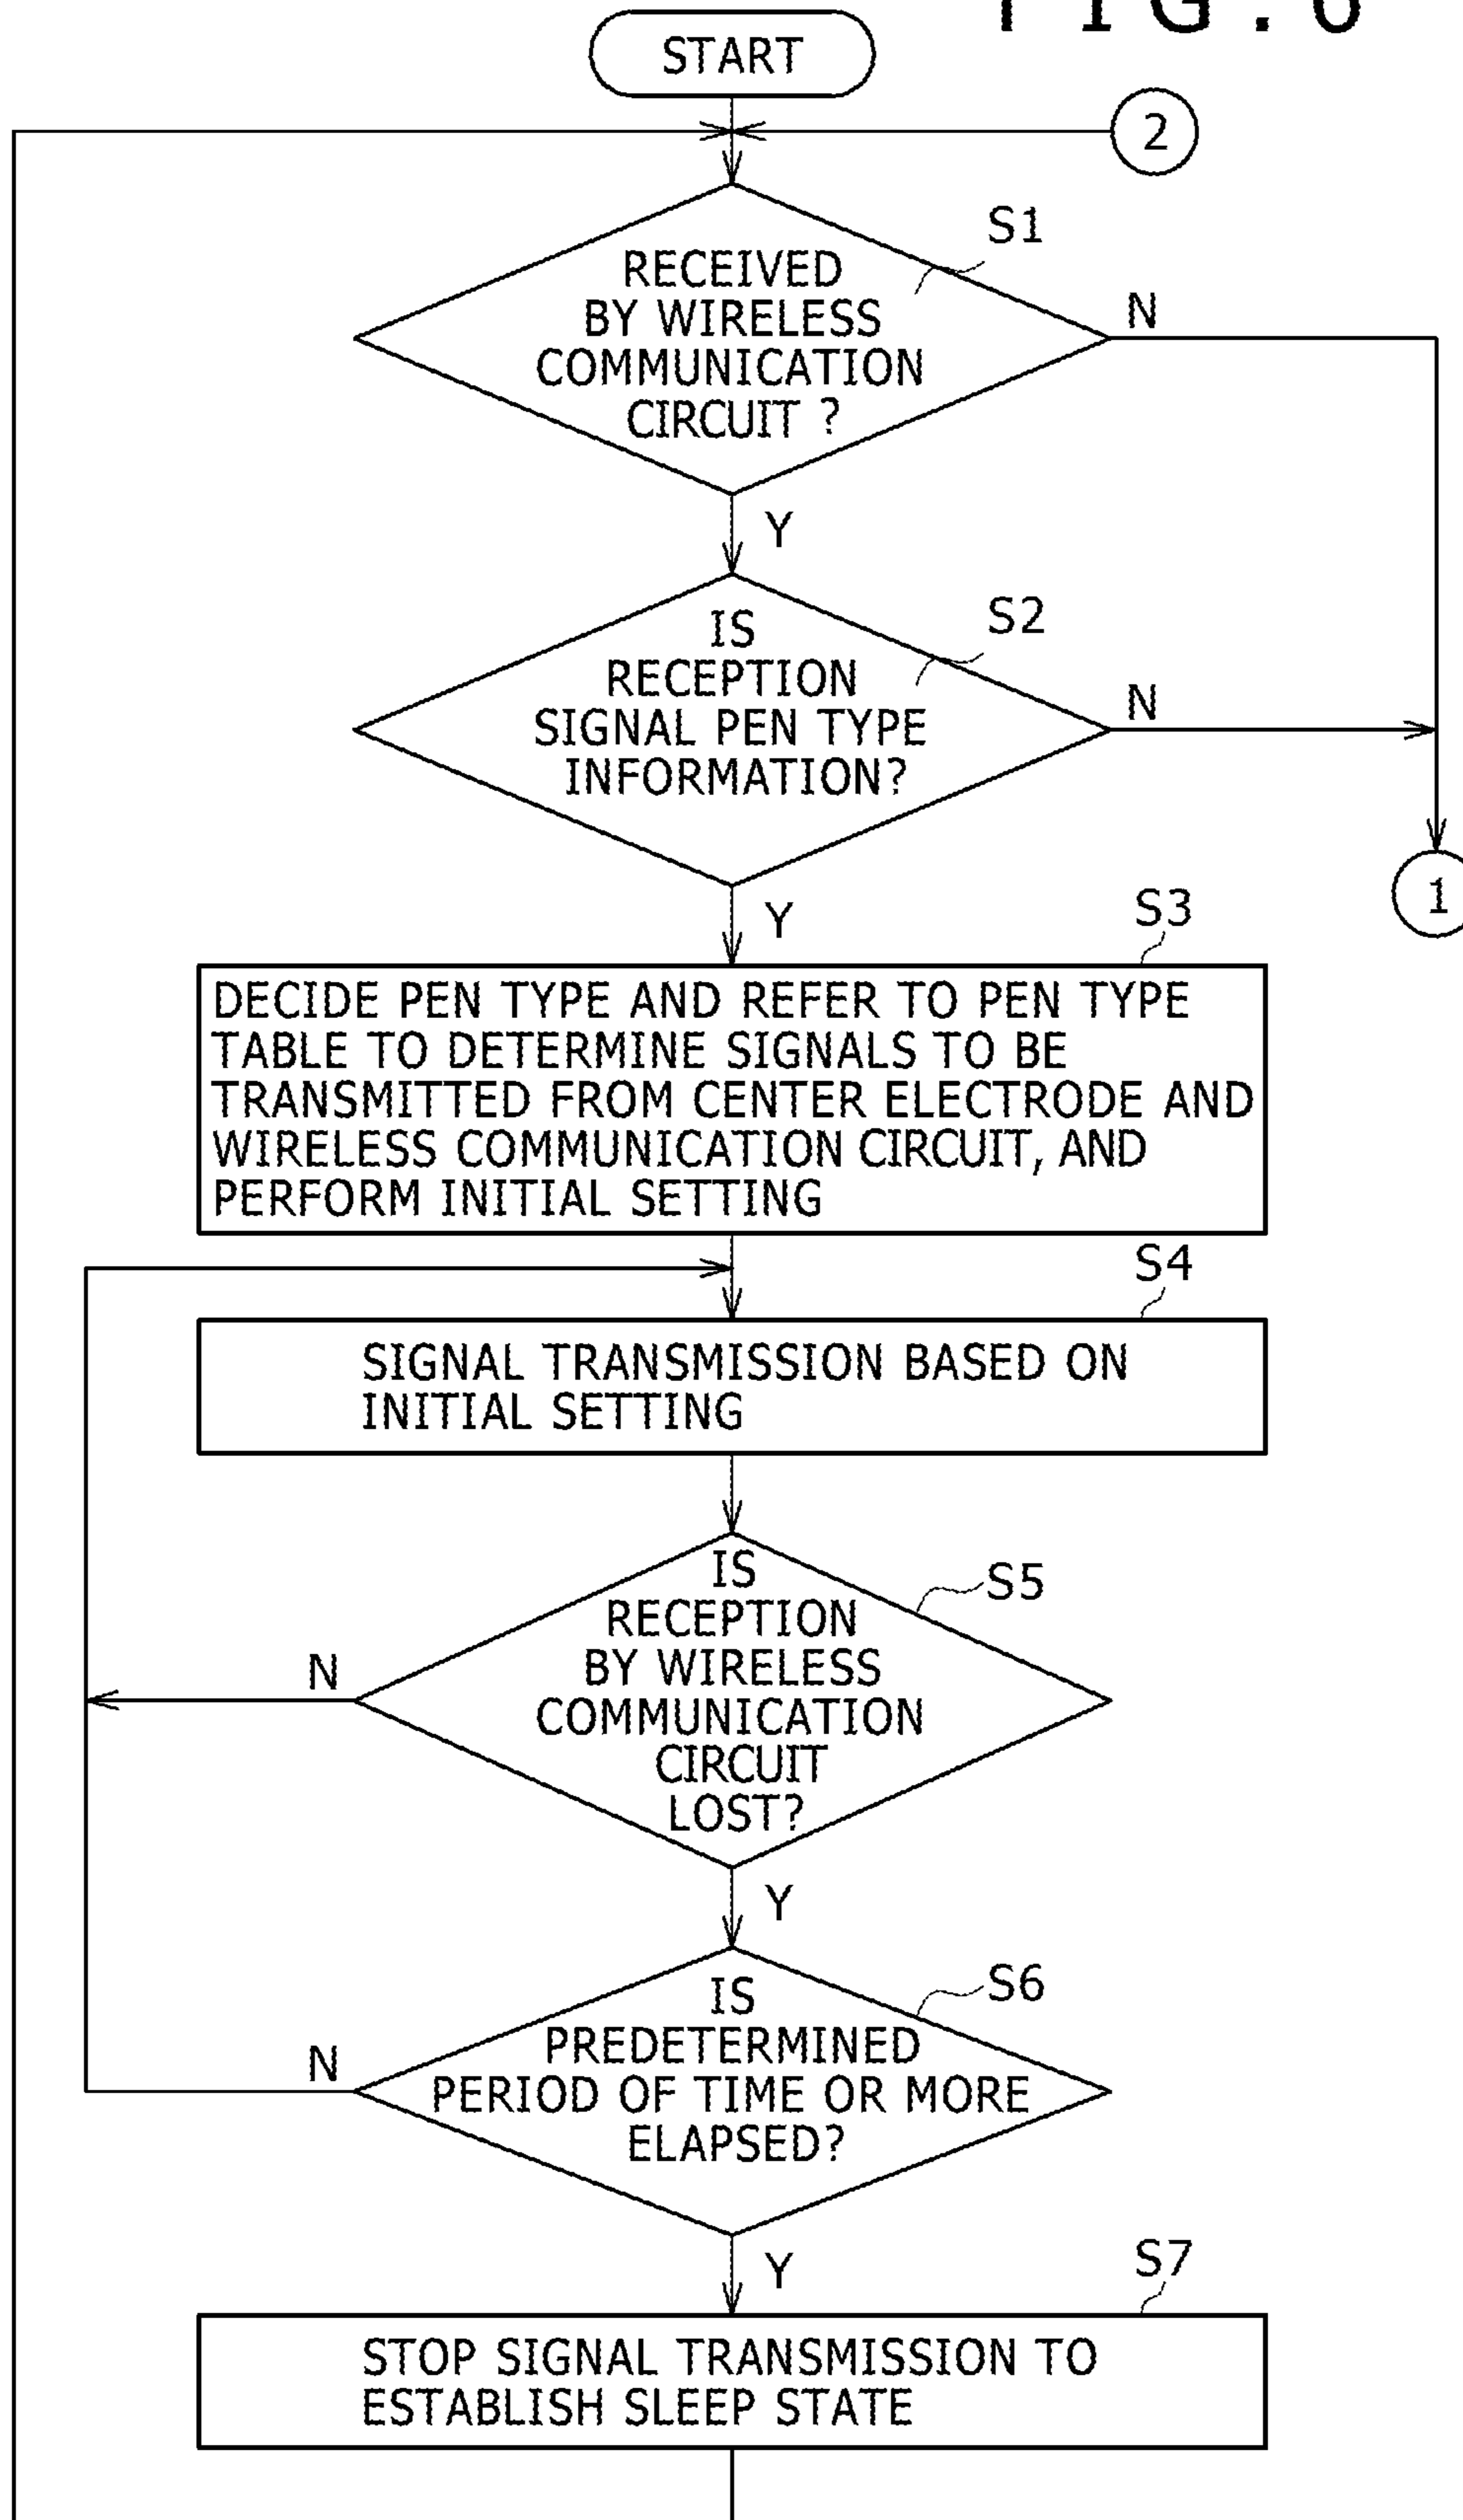 START
2
S1
RECEIVED
BY WIRELESS
COMMUNICATION
CIRCUIT ?
N
Y
S2
IS
RECEPTION
SIGNAL PEN TYPE
INFORMATION?
N
1
Y
S3
DECIDE PEN TYPE AND REFER TO PEN TYPE
TABLE TO DETERMINE SIGNALS TO BE
TRANSMITTED FROM CENTER ELECTRODE AND
WIRELESS COMMUNICATION CIRCUIT, AND
PERFORM INITIAL SETTING
S4
SIGNAL TRANSMISSION BASED ON
INITIAL SETTING
S5
IS
RECEPTION
BY WIRELESS
COMMUNICATION
CIRCUIT
LOST?
N
Y
S6
IS
PREDETERMINED
PERIOD OF TIME OR MORE
ELAPSED?
N
Y
S7
STOP SIGNAL TRANSMISSION TO
ESTABLISH SLEEP STATE